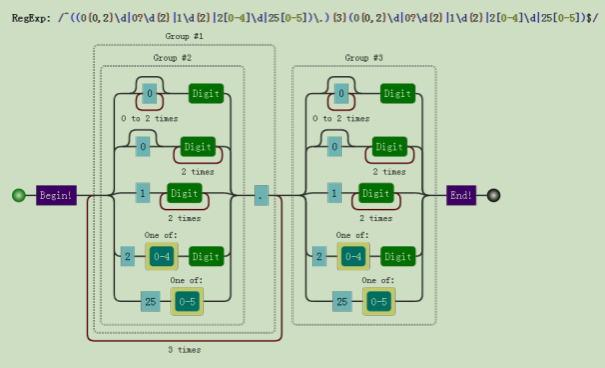 RegExp: /^((0{0,2}\d|0?\d{2}|1\d{2}|2[0-4]\d|25[0-5])\.){3}(0{0,2}\d|0?\d{2}|1\d{2}|2[0-4]\d|25[0-5])$/
Group #1
Group #2 Group #3
0 Digit 0 Digit
0 to 2 times 0 to 2 times
0 Digit 0 Digit
2 times 2 times
Begin! 1 Digit . 1 Digit End!
2 times 2 times
One of: One of:
2 0-4 Digit 2 0-4 Digit
One of: One of:
25 0-5 25 0-5
3 times